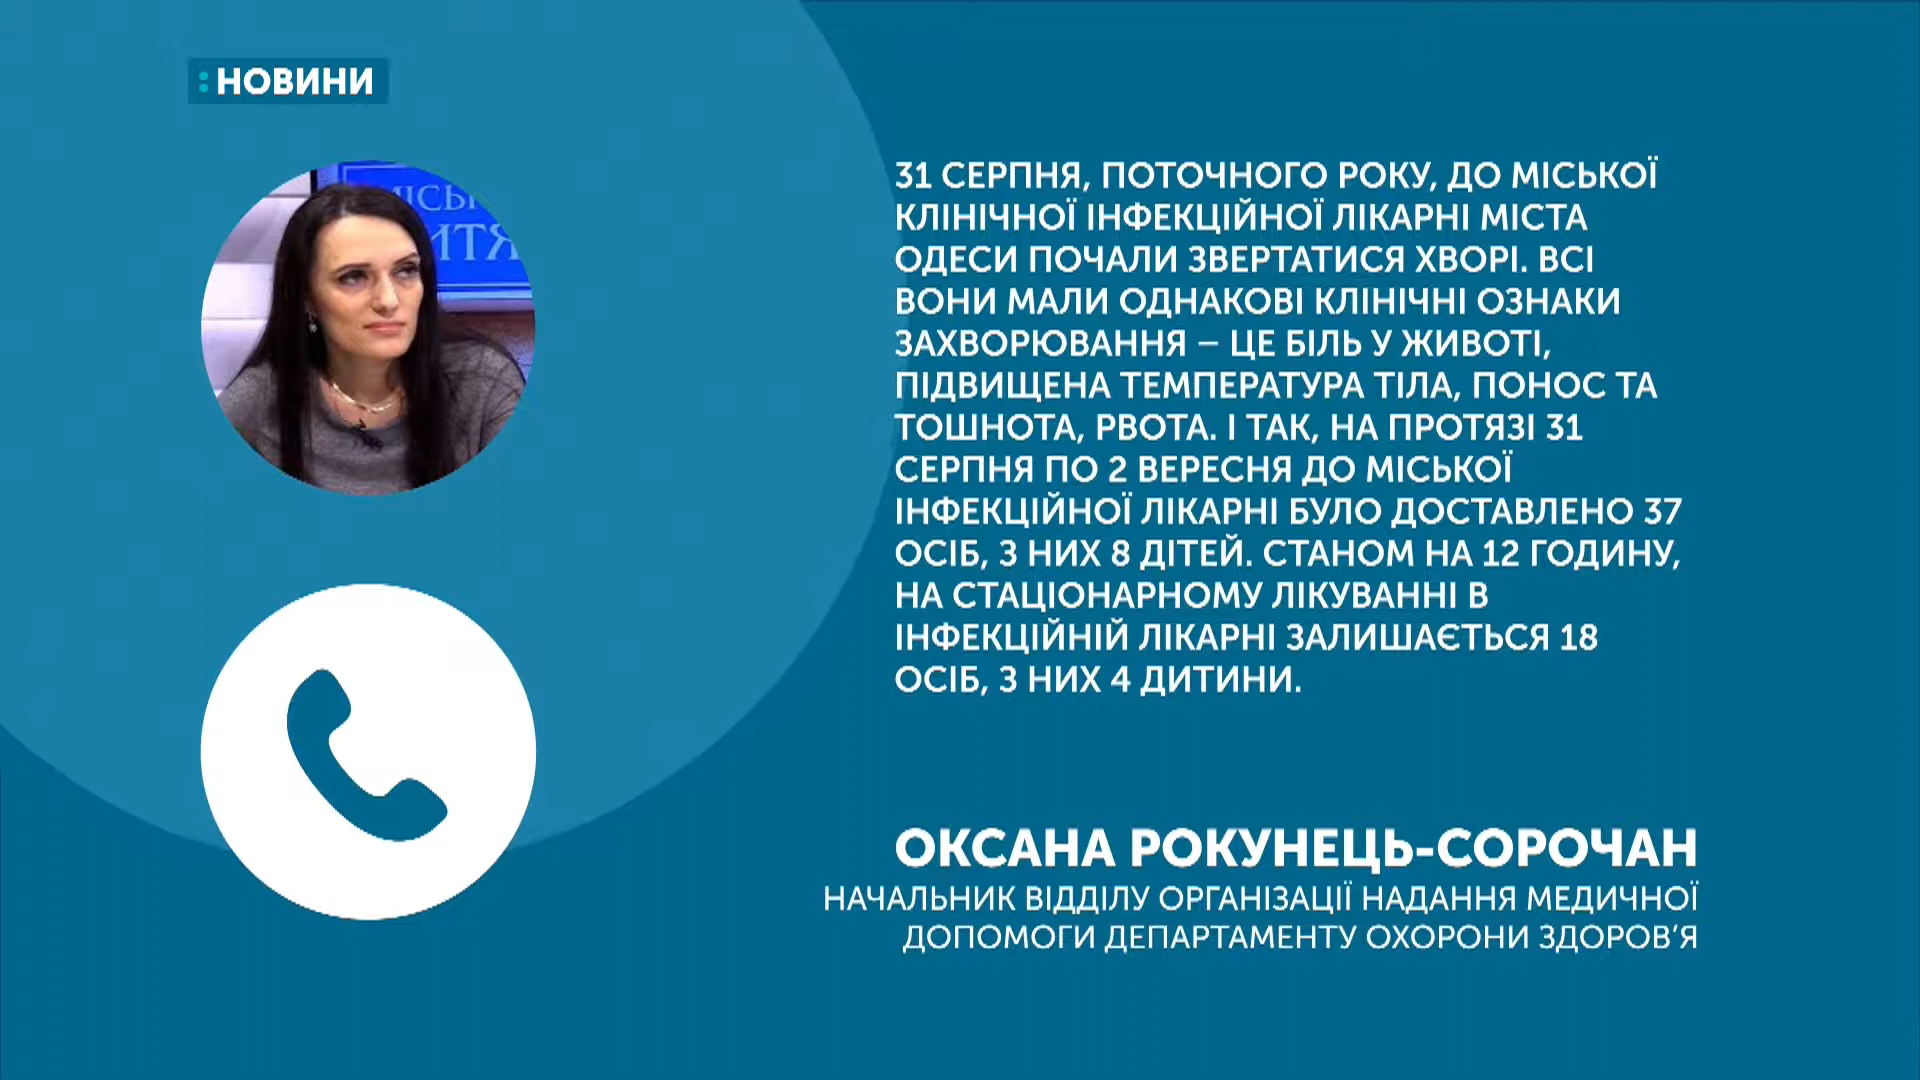 :НОВИНИ
МІСЬК
ИТЯ
31 СЕРПНЯ, ПОТОЧНОГО РОКУ, ДО МІСЬКОЇ
КЛІНІЧНОЇ ІНФЕКЦІЙНОЇ ЛІКАРНІ МІСТА
ОДЕСИ ПОЧАЛИ ЗВЕРТАТИСЯ ХВОРІ. ВСІ
ВОНИ МАЛИ ОДНАКОВІ КЛІНІЧНІ ОЗНАКИ
ЗАХВОРЮВАННЯ – ЦЕ БІЛЬ У ЖИВОТІ,
ПІДВИЩЕНА ТЕМПЕРАТУРА ТІЛА, ПОНОС ТА
ТОШНОТА, РВОТА. І ТАК, НА ПРОТЯЗІ 31
СЕРПНЯ ПО 2 ВЕРЕСНЯ ДО МІСЬКОЇ
ІНФЕКЦІЙНОЇ ЛІКАРНІ БУЛО ДОСТАВЛЕНО 37
ОСІБ, З НИХ 8 ДІТЕЙ. СТАНОМ НА 12 ГОДИНУ,
НА СТАЦІОНАРНОМУ ЛІКУВАННІ В
ІНФЕКЦІЙНІЙ ЛІКАРНІ ЗАЛИШАЄТЬСЯ 18
ОСІБ, З НИХ 4 ДИТИНИ.
ОКСАНА РОКУНЕЦЬ-СОРОЧАН
НАЧАЛЬНИК ВІДДІЛУ ОРГАНІЗАЦІЇ НАДАННЯ МЕДИЧНОЇ
ДОПОМОГИ ДЕПАРТАМЕНТУ ОХОРОНИ ЗДОРОВ'Я